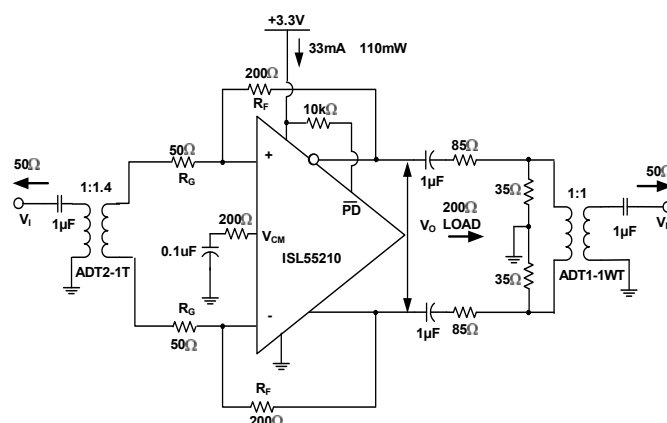 +3.3V
33mA 110mW
200Ω
RF
10kΩ
50Ω
1:1.4
50Ω
RG
+
85Ω
50Ω
1:1
1µF
35Ω
VI
1µF
200Ω
PD
VO
200Ω
LOAD
1µF
0.1uF
VCM
ISL55210
ADT2-1T
35Ω
ADT1-1WT
RG
-
50Ω
1µF
85Ω
RF
200Ω